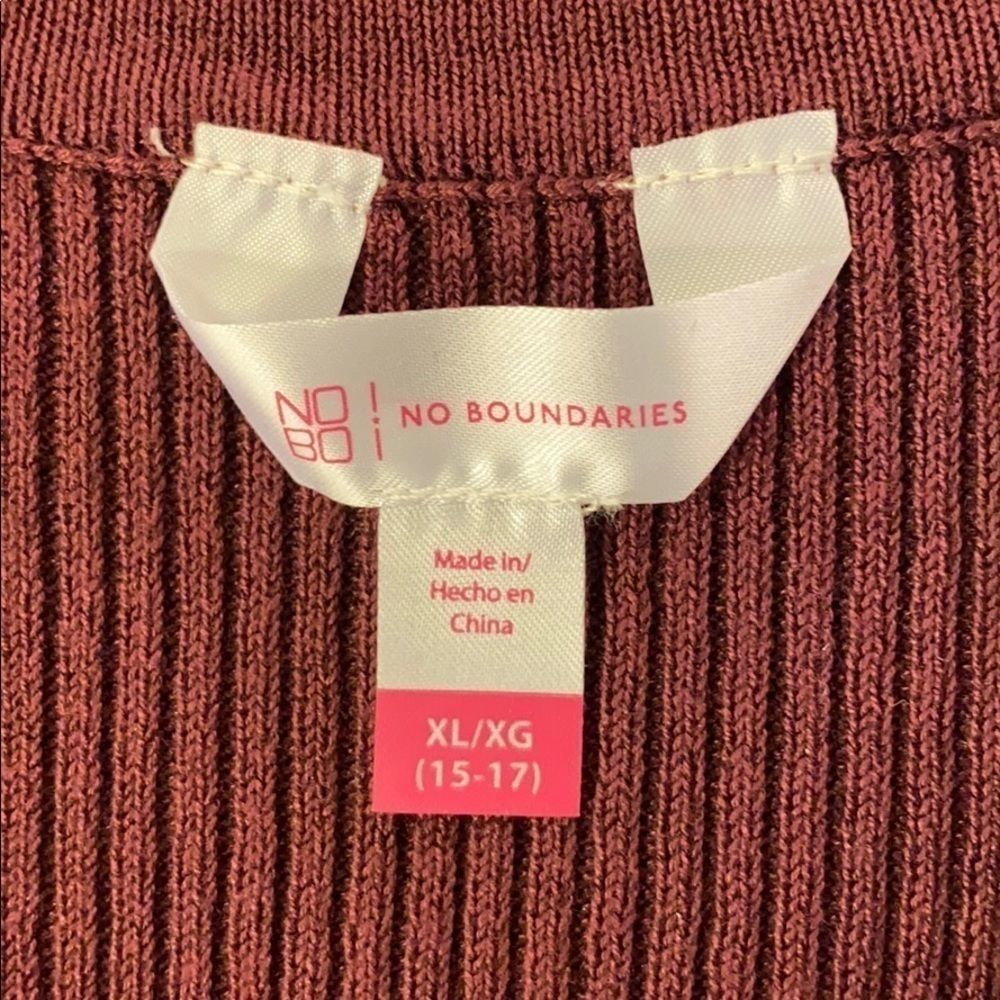 NO
BO
NO BOUNDARIES
Made in/
Hecho en
China
XL/XG
(15-17)